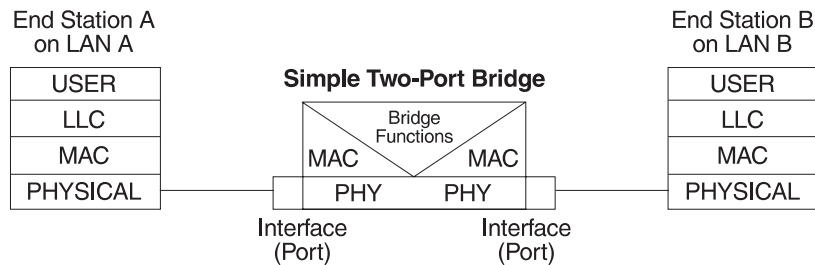 End Station A
on LAN A
End Station B
on LAN B
USER
LLC
MAC
PHYSICAL
Simple Two-Port Bridge
Bridge
Functions
MAC MAC
PHY PHY
Interface
(Port)
Interface
(Port)
USER
LLC
MAC
PHYSICAL